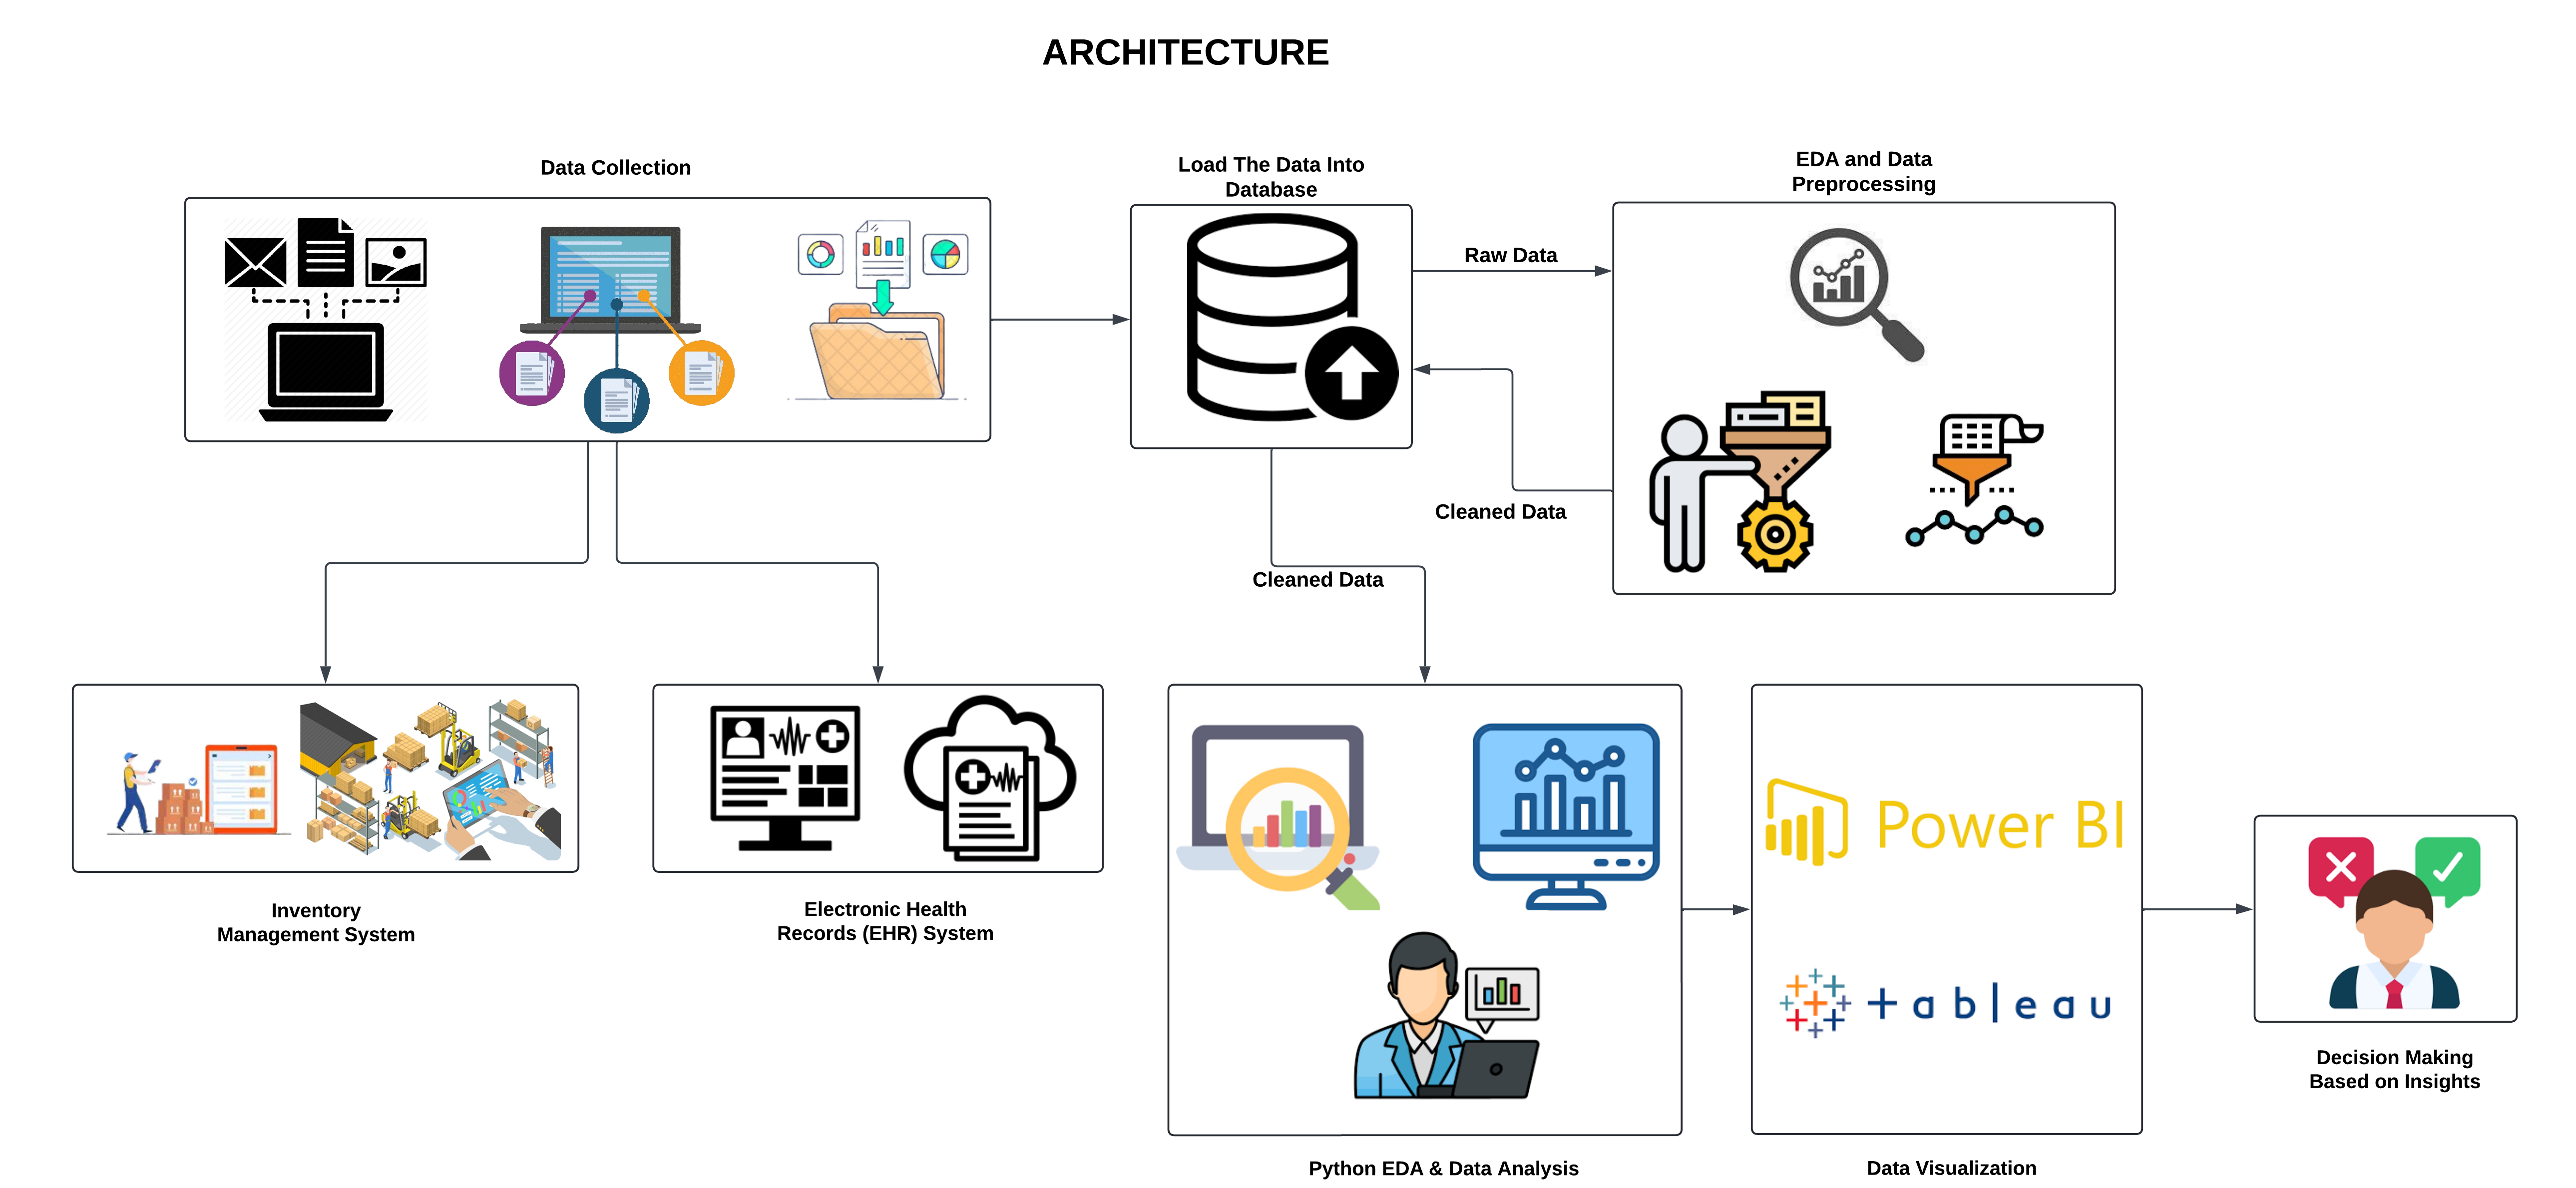 ARCHITECTURE
Data Collection
Load The Data Into
Database
EDA and Data
Preprocessing
Raw Data
Cleaned Data
Cleaned Data
Inventory
Management System
Electronic Health
Records (EHR) System
Power BI
+ableau
Python EDA & Data Analysis
Data Visualization
Decision Making
Based on Insights